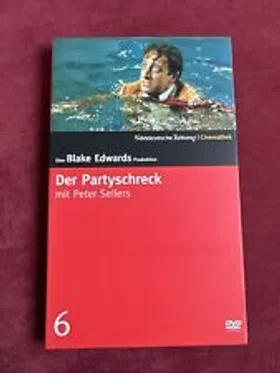 Süddeutsche Zeitung | Cinemathek
Eine Blake Edwards Produktion
Der Partyschreck
mit Peter Sellers
6
DVD